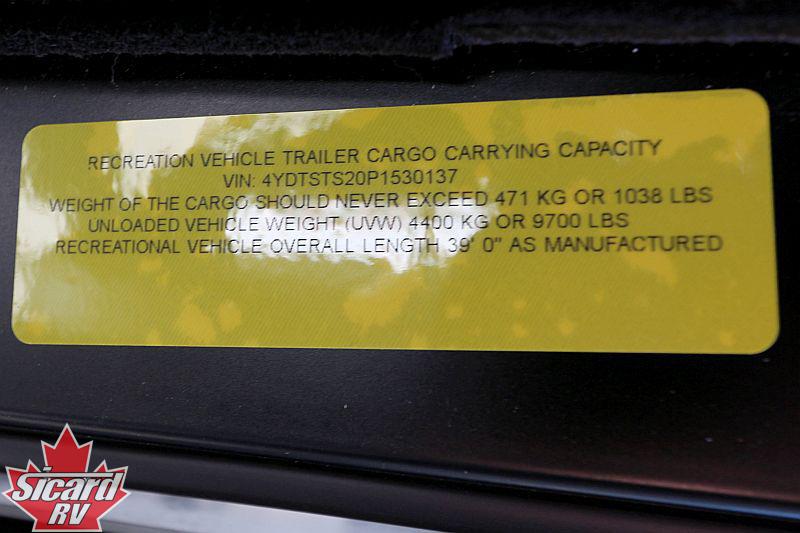 RECREATION VEHICLE TRAILER CARGO CARRYING CAPACITY
VIN: 4YDTSTS20P1530137
WEIGHT OF THE CARGO SHOULD NEVER EXCEED 471 KG OR 1038 LBS
UNLOADED VEHICLE WEIGHT (UVW) 4400 KG OR 9700 LBS
RECREATIONAL VEHICLE OVERALL LENGTH 39' 0" AS MANUFACTURED
Sicard
RV